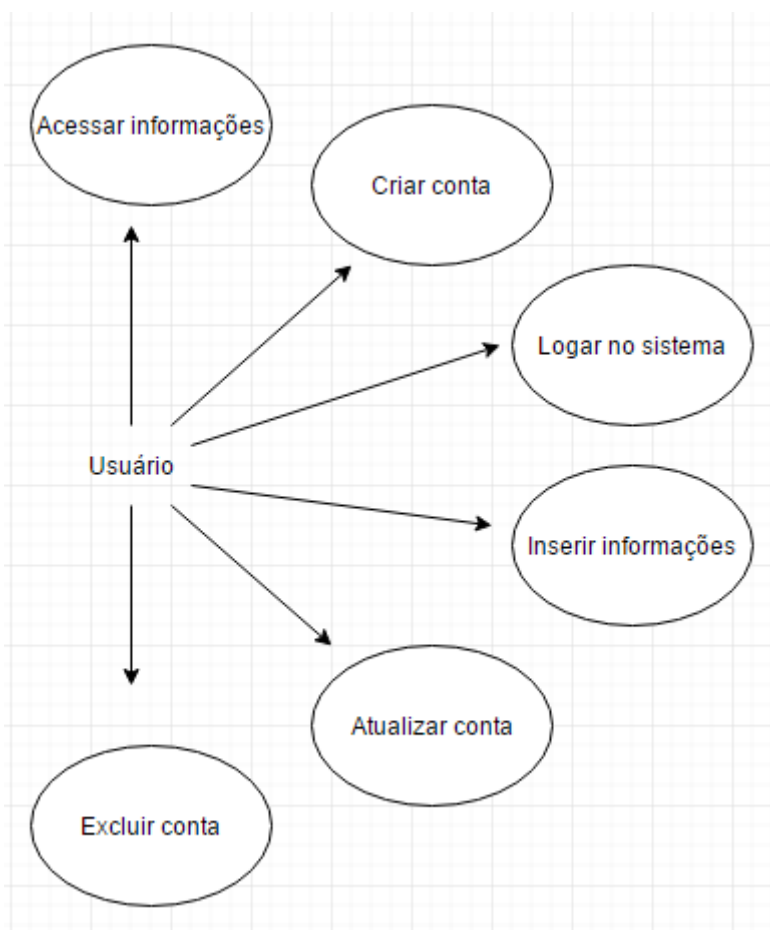 Acessar informações
Criar conta
Logar no sistema
Usuário
Inserir informações
Atualizar conta
Excluir conta